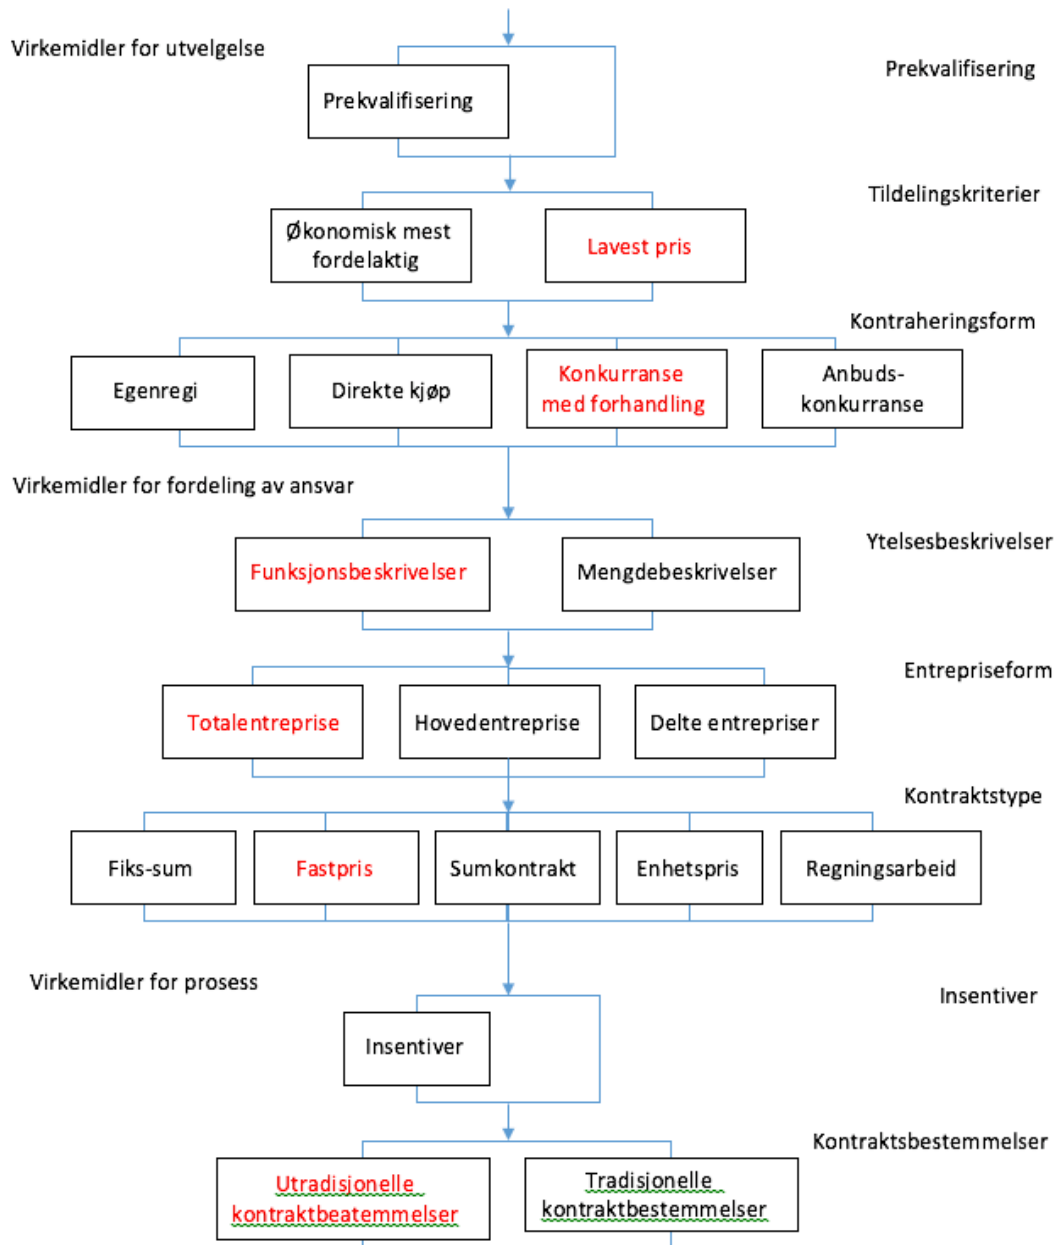 Virkemidler for utvelgelse
Prekvalifisering
Prekvalifisering
Tildelingskriterier
Økonomisk mest
fordelaktig
Lavest pris
Kontraheringsform
Egenregi
Direkte kjøp
Konkurranse
med forhandling
Anbuds-
konkurranse
Virkemidler for fordeling av ansvar
Ytelsesbeskrivelser
Funksjonsbeskrivelser
Mengdebeskrivelser
Entrepriseform
Totalentreprise
Hovedentreprise
Delte entrepriser
Kontraktstype
Fiks-sum
Fastpris
Sumkontrakt
Enhetspris
Regningsarbeid
Virkemidler for prosess
Insentiver
Insentiver
Kontraktsbestemmelser
Utradisjonelle
kontraktbeatemmelser
Tradisjonelle
kontraktbestemmelser